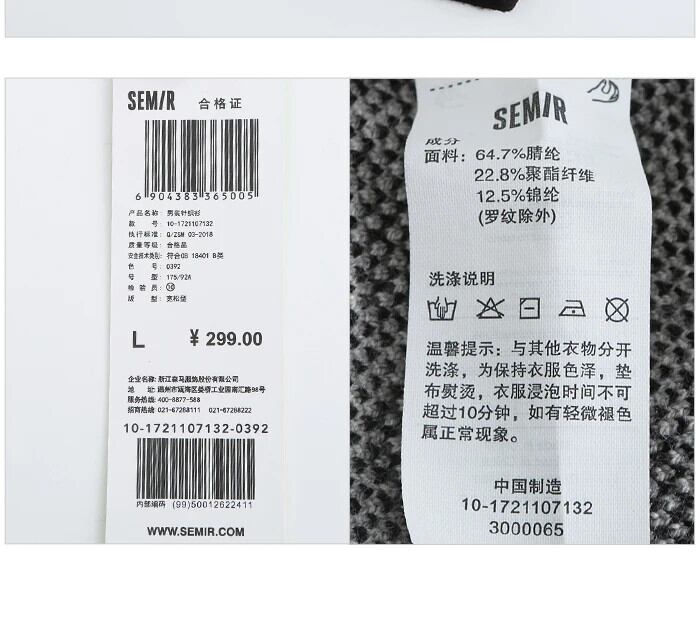 SEMIR 合格证
6 904383 365005
产品名称: 男装针织衫
款 号: 10-1721107132
执行标准: Q/ZSM 03-2018
质量等级: 合格品
安全技术类别: 符合GB 18401 B类
色 号: 0392
号 型: 175/92A
检 验 员:
版 型: 宽松型
L ¥ 299.00
企业名称: 浙江森马服饰股份有限公司
地 址: 温州市瓯海区娄桥工业园南汇路98号
服务热线: 400-8877-588
招商热线: 021-67288111 021-67288222
10-1721107132-0392
内部编码 (99)50012622411
WWW.SEMIR.COM
SEMIR
成分
面料: 64.7%腈纶
22.8%聚酯纤维
12.5%锦纶
(罗纹除外)
洗涤说明
温馨提示: 与其他衣物分开
洗涤，为保持衣服色泽，垫
布熨烫，衣服浸泡时间不可
超过10分钟，如有轻微褪色
属正常现象。
中国制造
10-1721107132
3000065